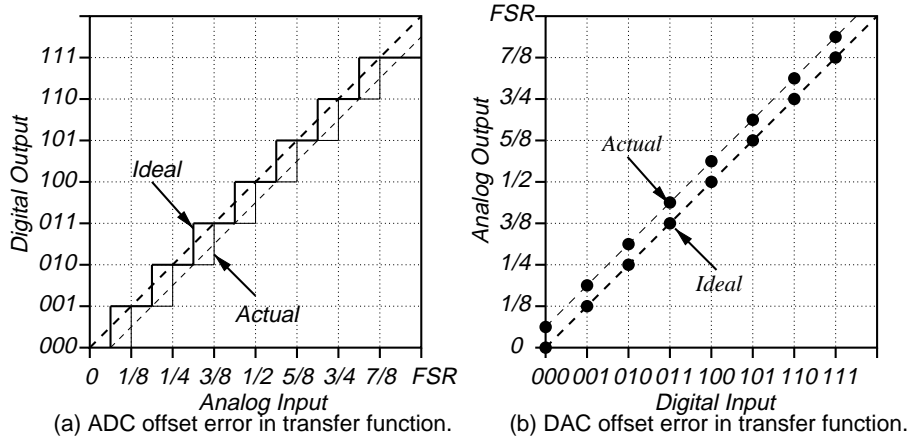 111
110
101
100
011
010
001
000
Digital Output
Ideal
Actual
0 1/8 1/4 3/8 1/2 5/8 3/4 7/8 FSR
Analog Input
(a) ADC offset error in transfer function.
FSR
7/8
3/4
5/8
1/2
3/8
1/4
1/8
0
Analog Output
Actual
Ideal
000 001 010 011 100 101 110 111
Digital Input
(b) DAC offset error in transfer function.